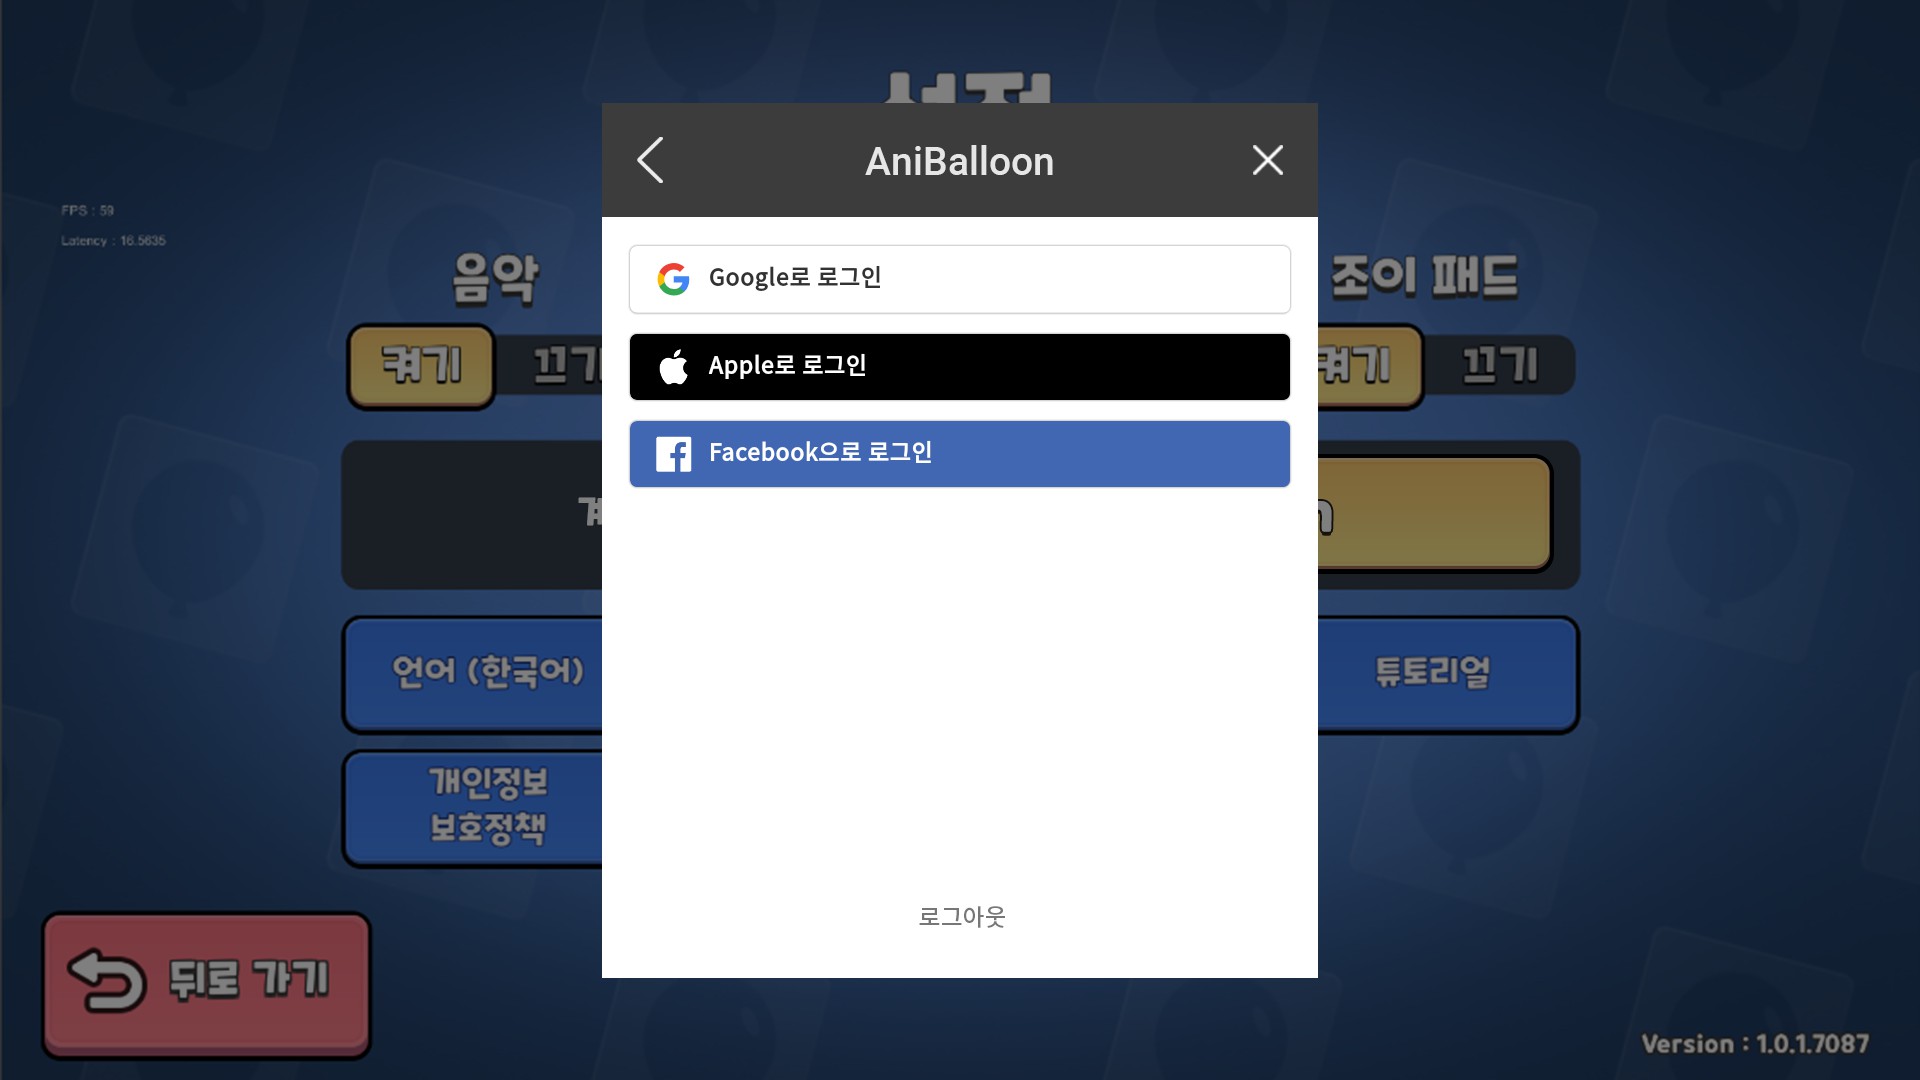 AniBalloon
FPS : 59
Latency : 16.5635
음악
조이 패드
켜기
끄기
켜기
끄기
Google로 로그인
Apple로 로그인
Facebook으로 로그인
언어 (한국어)
튜토리얼
개인정보
보호정책
로그아웃
뒤로 가기
Version : 1.0.1.7087